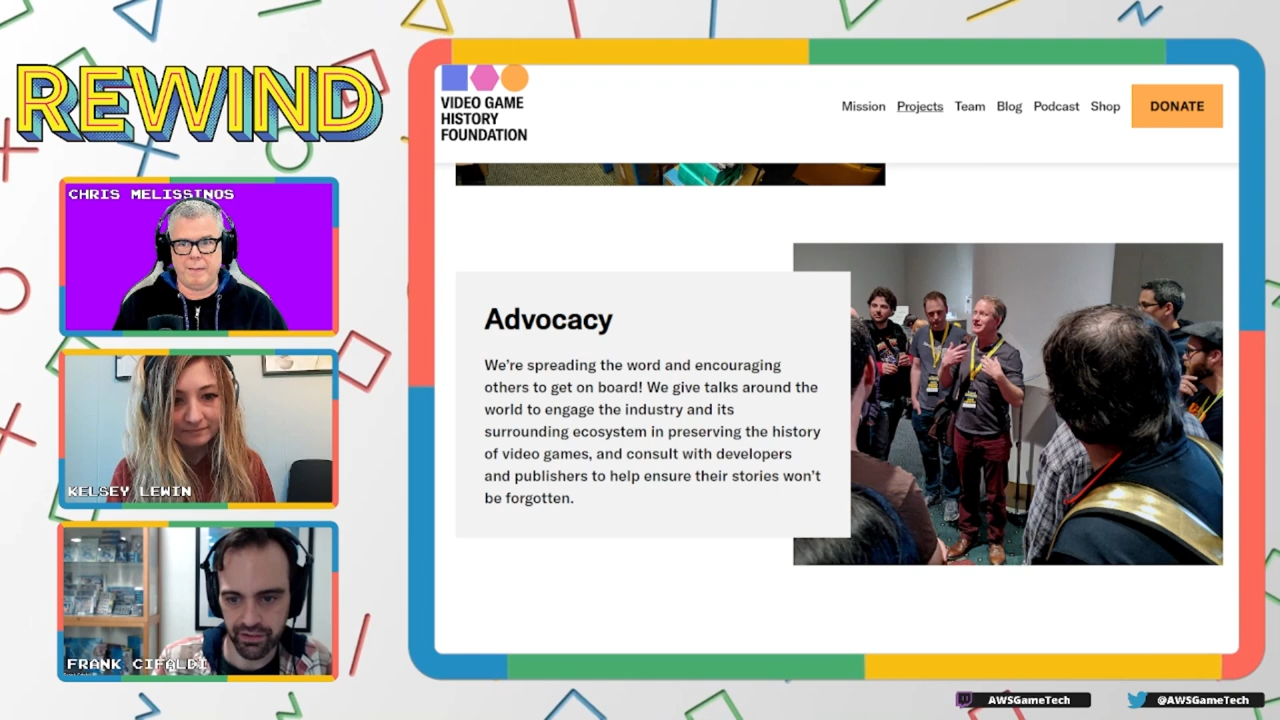 REWIND
CHRIS MELISSINOS
KELSEY LEWIN
FRANK CIFALDI
VIDEO GAME
HISTORY
FOUNDATION
Mission Projects Team Blog Podcast Shop DONATE
Advocacy
We're spreading the word and encouraging
others to get on board! We give talks around the
world to engage the industry and its
surrounding ecosystem in preserving the history
of video games, and consult with developers
and publishers to help ensure their stories won't
be forgotten.
AWSGameTech
@AWSGameTech